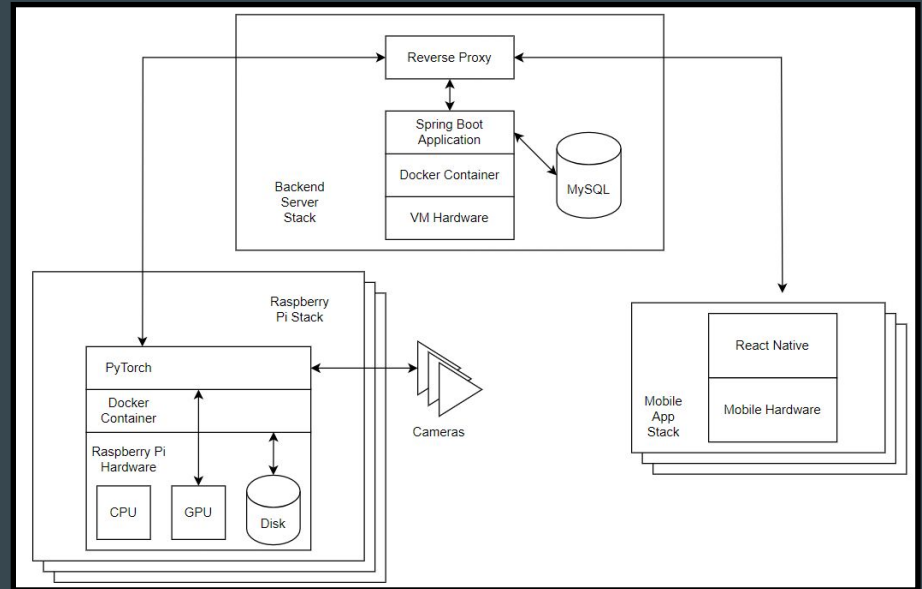 Reverse Proxy
Spring Boot
Application
Docker Container
VM Hardware
MySQL
Backend
Server
Stack
Raspberry
Pi Stack
PyTorch
Docker
Container
Raspberry Pi
Hardware
CPU
GPU
Disk
Cameras
React Native
Mobile Hardware
Mobile
App
Stack